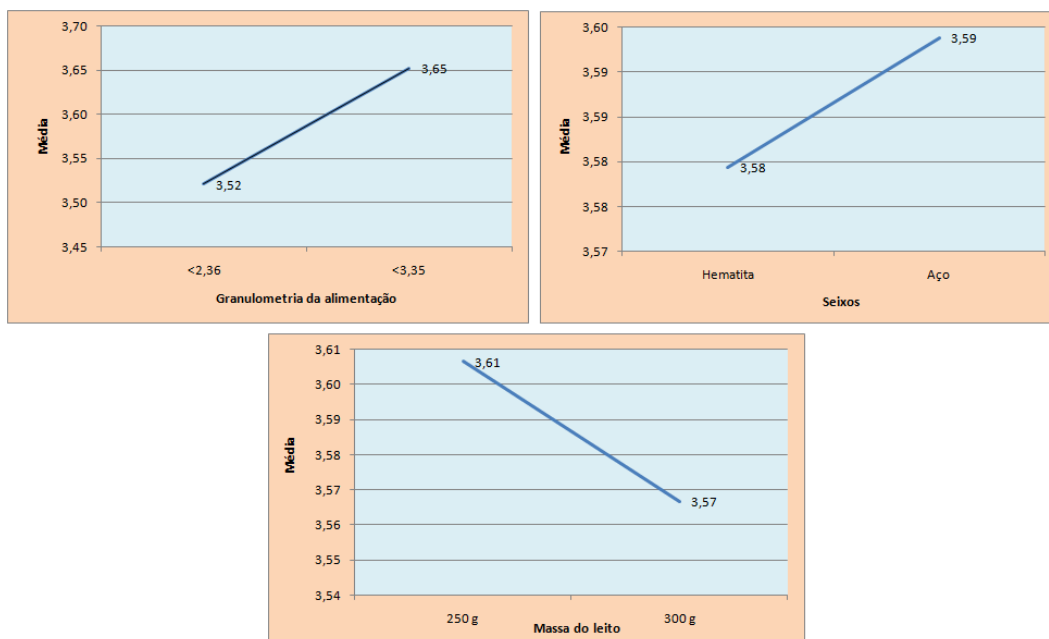 3,70
3,65
3,60
3,55
3,50
3,45
Média
3,65
3,52
<2,36
<3,35
Granulometria da alimentação
3,60
3,59
3,59
3,58
3,58
3,57
Média
3,59
3,58
Hematita
Aço
Seixos
3,61
3,60
3,59
3,58
3,57
3,56
3,55
3,54
Média
3,61
3,57
250 g
300 g
Massa do leito